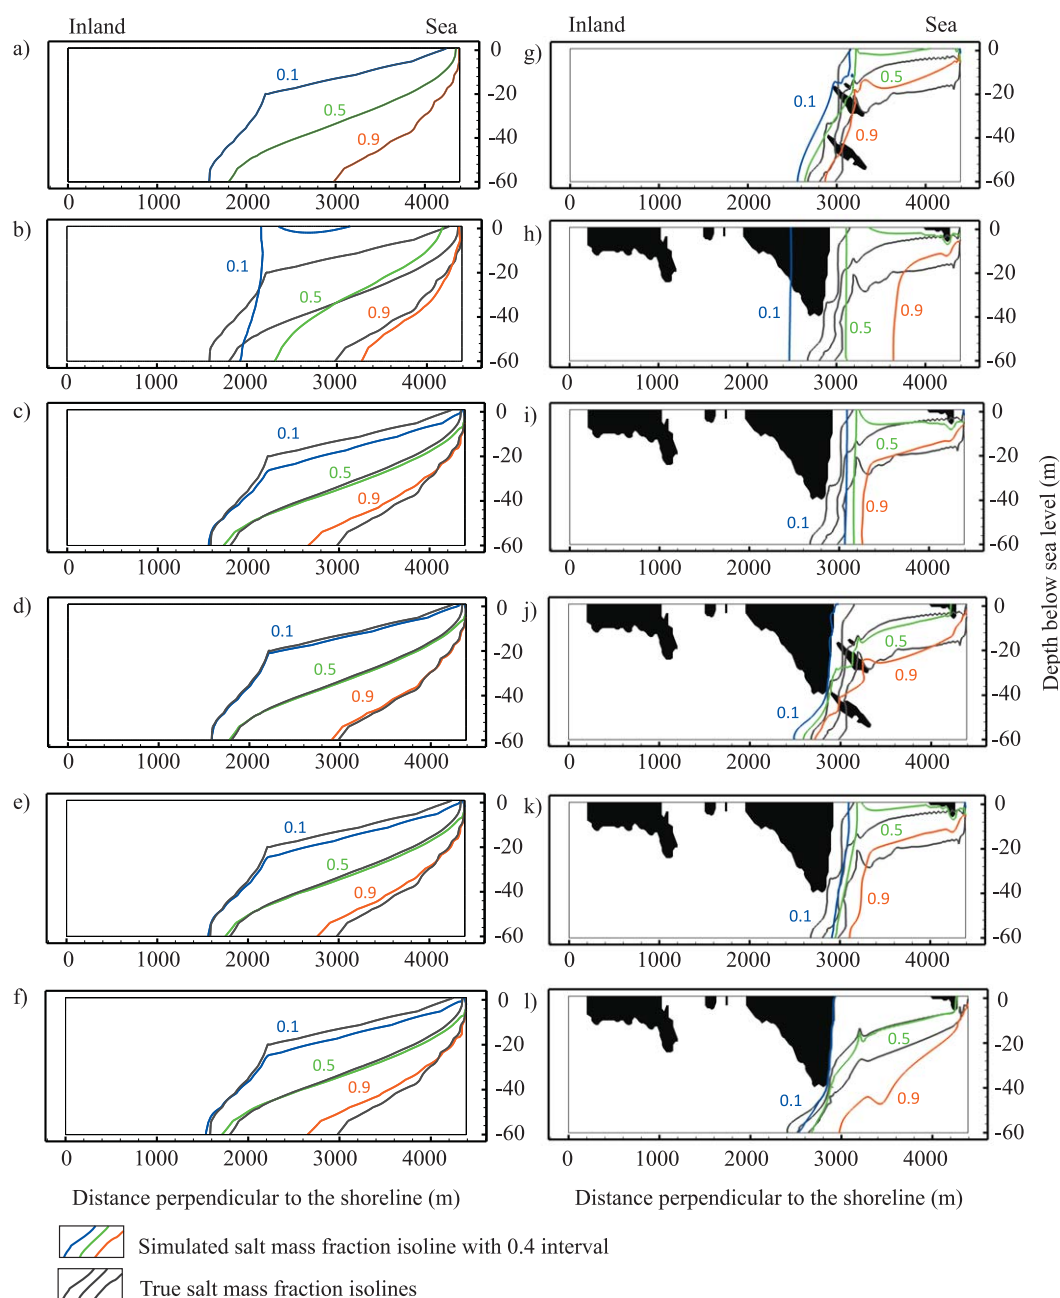 Inland Sea Inland Sea
a) 0.1 0.5 0.9 0 -20 -40 -60
0 1000 2000 3000 4000
g) 0.1 0.5 0.9 0 -20 -40 -60
0 1000 2000 3000 4000
b) 0.1 0.5 0.9 0 -20 -40 -60
0 1000 2000 3000 4000
h) 0.1 0.5 0.9 0 -20 -40 -60
0 1000 2000 3000 4000
c) 0.1 0.5 0.9 0 -20 -40 -60
0 1000 2000 3000 4000
i) 0.1 0.5 0.9 0 -20 -40 -60
0 1000 2000 3000 4000
d) 0.1 0.5 0.9 0 -20 -40 -60
0 1000 2000 3000 4000
j) 0.1 0.5 0.9 0 -20 -40 -60
0 1000 2000 3000 4000
e) 0.1 0.5 0.9 0 -20 -40 -60
0 1000 2000 3000 4000
k) 0.1 0.5 0.9 0 -20 -40 -60
0 1000 2000 3000 4000
f) 0.1 0.5 0.9 0 -20 -40 -60
0 1000 2000 3000 4000
l) 0.1 0.5 0.9 0 -20 -40 -60
0 1000 2000 3000 4000
Depth below sea level (m)
Distance perpendicular to the shoreline (m) Distance perpendicular to the shoreline (m)
Simulated salt mass fraction isoline with 0.4 interval
True salt mass fraction isolines